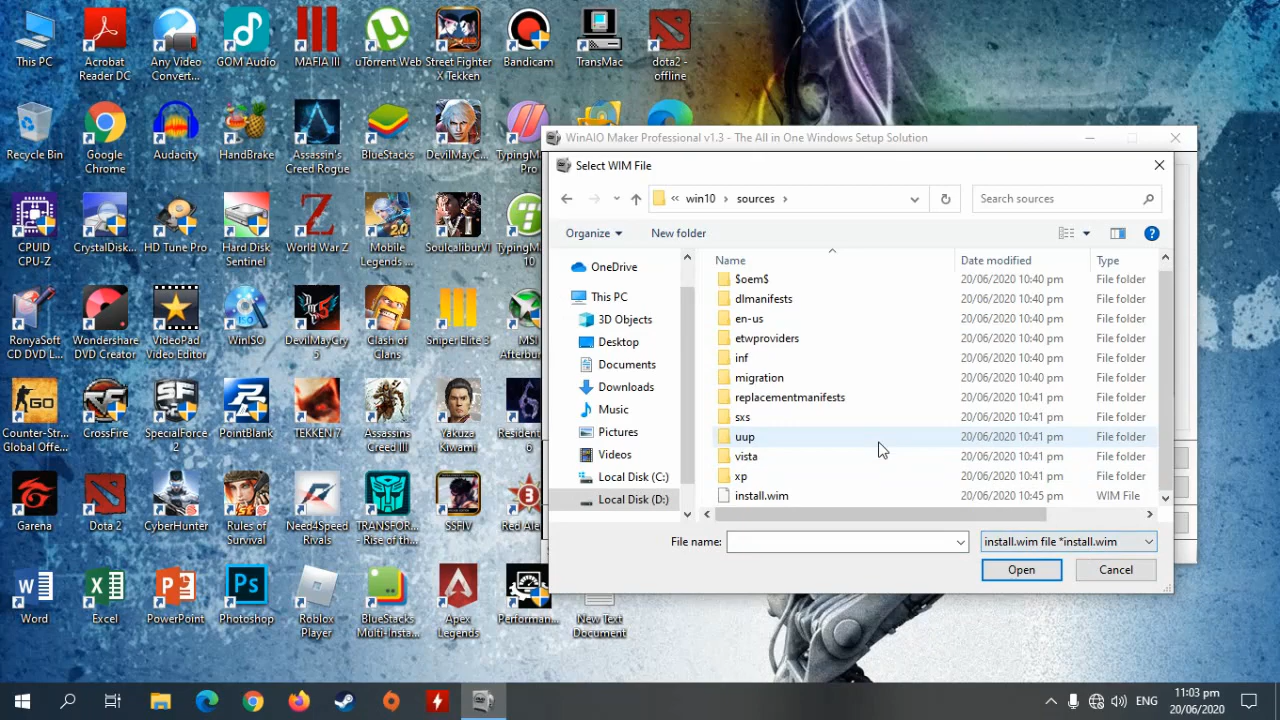 This PC
Acrobat
Reader DC
Any Video
Convert...
GOM Audio
MAFIA III
uTorrent Web
Street Fighter
X Tekken
Bandicam
TransMac
dota2 -
offline
Recycle Bin
Google
Chrome
Audacity
HandBrake
Assassin's
Creed Rogue
BlueStacks
DevilMayC...
TypingM
Pro
CPUID
CPU-Z
CrystalDisk...
HD Tune Pro
Hard Disk
Sentinel
World War Z
Mobile
Legends ...
SoulcaliburVI
TypingM
10
RonyaSoft
CD DVD L...
Wondershare
DVD Creator
VideoPad
Video Editor
WinISO
DevilMayCry
5
Clash of
Clans
Sniper Elite 3
MSI
Afterbu
Counter-Str...
Global Offe...
CrossFire
SpecialForce
2
PointBlank
TEKKEN 7
Assassins
Creed III
Yakuza
Kiwami
Resident
6
Garena
Dota 2
CyberHunter
Rules of
Survival
Need4Speed
Rivals
TRANSFOR...
- Rise of th...
SSFIV
Red Ale
Word
Excel
PowerPoint
Photoshop
Roblox
Player
BlueStacks
Multi-Insta...
Apex
Legends
Performan...
New Text
Document
WinAIO Maker Professional v1.3 - The All in One Windows Setup Solution
Select WIM File
« win10 › sources ›
Search sources
Organize
New folder
OneDrive
This PC
3D Objects
Desktop
Documents
Downloads
Music
Pictures
Videos
Local Disk (C:)
Local Disk (D:)
Name Date modified Type
$oem$ 20/06/2020 10:40 pm File folder
dlmanifests 20/06/2020 10:40 pm File folder
en-us 20/06/2020 10:40 pm File folder
etwproviders 20/06/2020 10:40 pm File folder
inf 20/06/2020 10:40 pm File folder
migration 20/06/2020 10:40 pm File folder
replacementmanifests 20/06/2020 10:41 pm File folder
sxs 20/06/2020 10:41 pm File folder
uup 20/06/2020 10:41 pm File folder
vista 20/06/2020 10:41 pm File folder
xp 20/06/2020 10:41 pm File folder
install.wim 20/06/2020 10:45 pm WIM File
File name:
install.wim file *install.wim
Open
Cancel
ENG
11:03 pm
20/06/2020